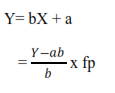 Y= bX + a
= Y−ab / b x fp